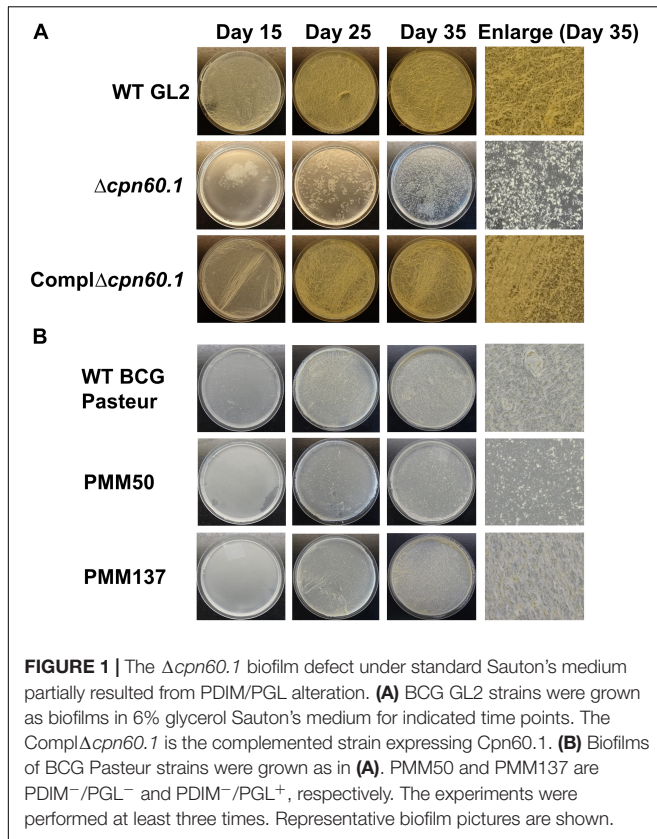 A Day 15 Day 25 Day 35 Enlarge (Day 35)
WT GL2
Δcpn60.1
ComplΔcpn60.1
B
WT BCG
Pasteur
PMM50
PMM137
FIGURE 1 | The Δcpn60.1 biofilm defect under standard Sauton's medium
partially resulted from PDIM/PGL alteration. (A) BCG GL2 strains were grown
as biofilms in 6% glycerol Sauton's medium for indicated time points. The
ComplΔcpn60.1 is the complemented strain expressing Cpn60.1. (B) Biofilms
of BCG Pasteur strains were grown as in (A). PMM50 and PMM137 are
PDIM⁻/PGL⁻ and PDIM⁻/PGL⁺, respectively. The experiments were
performed at least three times. Representative biofilm pictures are shown.